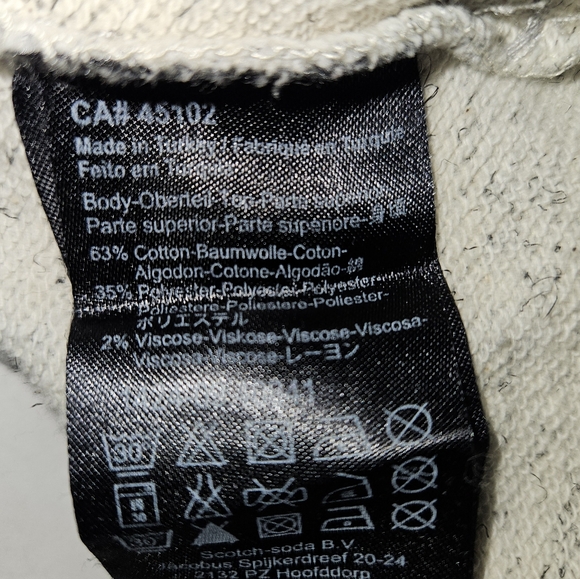 CA# 45102
Made in Turkey / Fabriqué en Turquie
Feito em Turquia
Body-Oberteil-Top-Parte
Parte superior-Parte superiore-身頃
63% Cotton-Baumwolle-Coton-
Algodon-Cotone-Algodão-綿
35% Polyester-Polyester-Polyester-
Poliestere-Poliestere-Poliester-
ポリエステル
2% Viscose-Viskose-Viscose-Viscosa-
Viscosa-Viscose-レーヨン
30
30
Scotch-soda B.V.
Jacobus Spijkerdreef 20-24
2132 PZ Hoofddorp